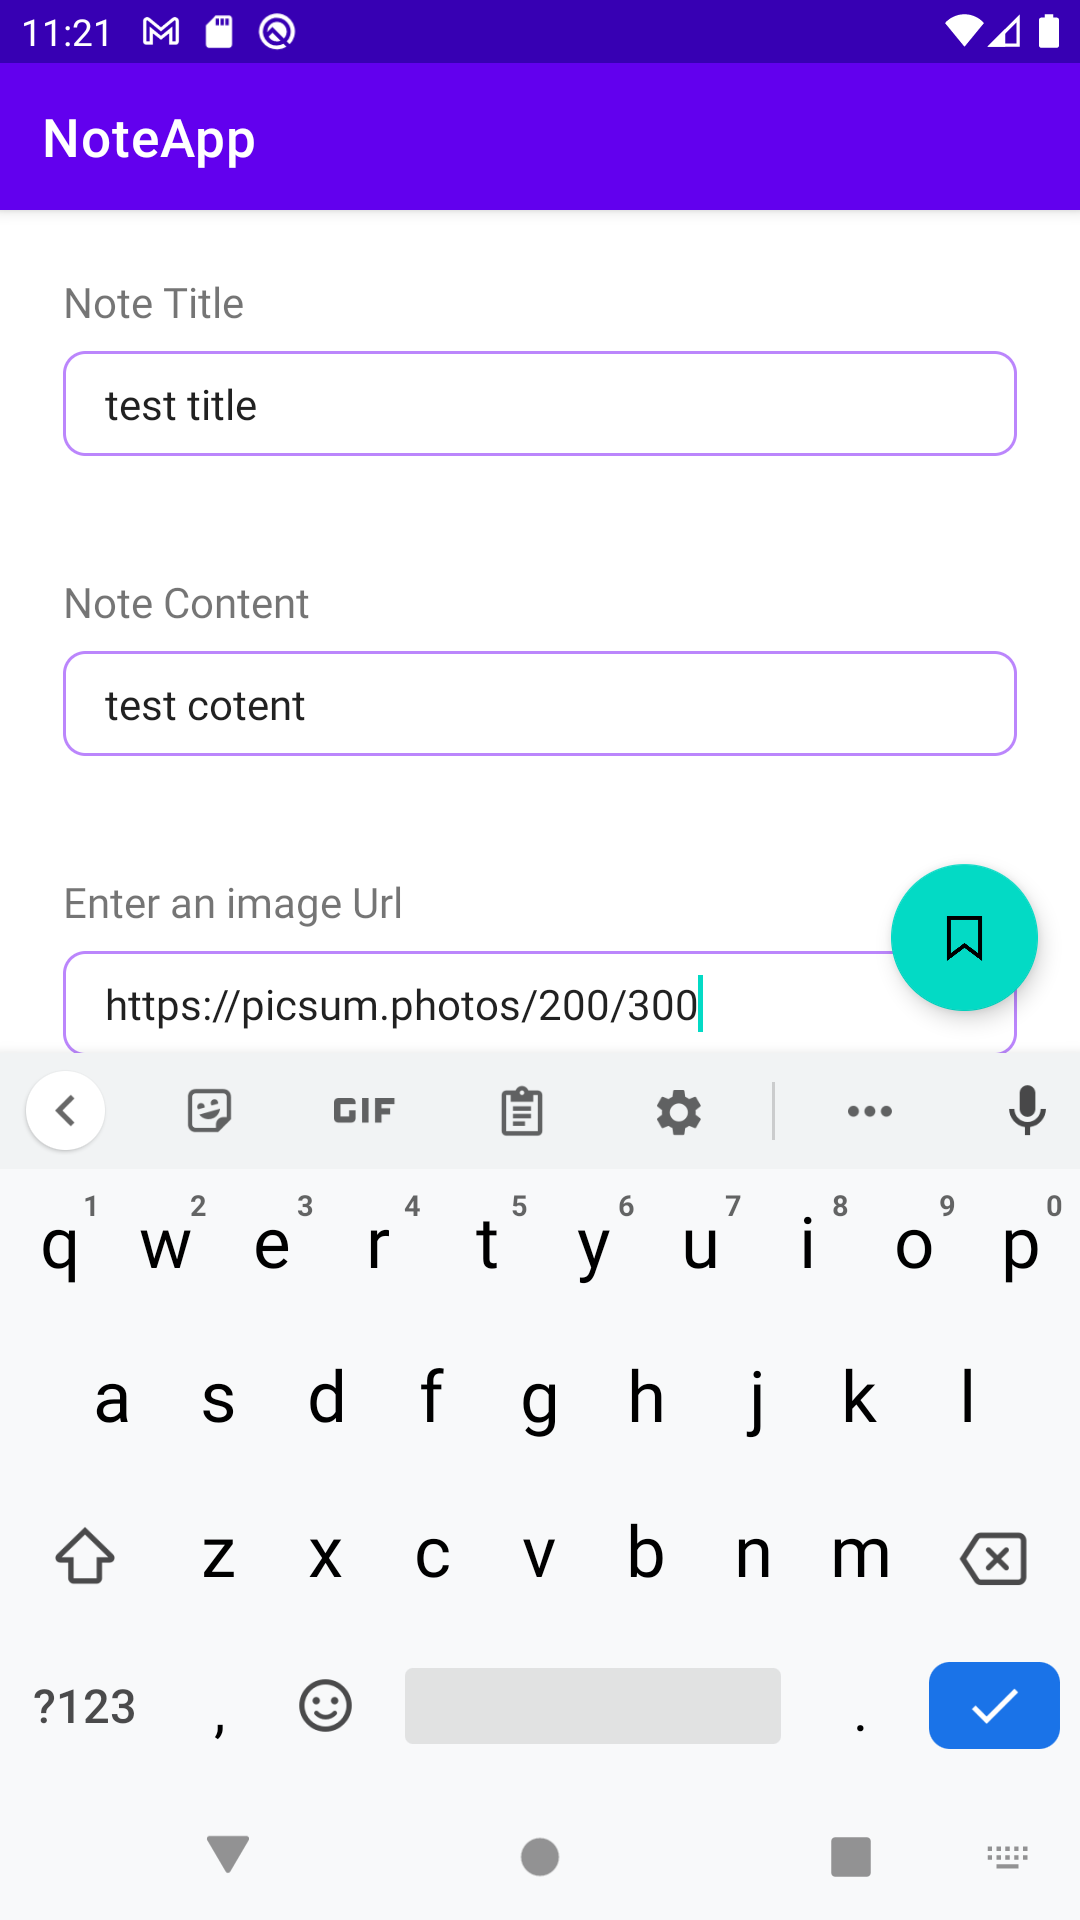 11:21
NoteApp
Note Title
test title
Note Content
test cotent
Enter an image Url
https://picsum.photos/200/300
GIF
1 2 3 4 5 6 7 8 9 0
q w e r t y u i o p
a s d f g h j k l
z x c v b n m
?123 , .